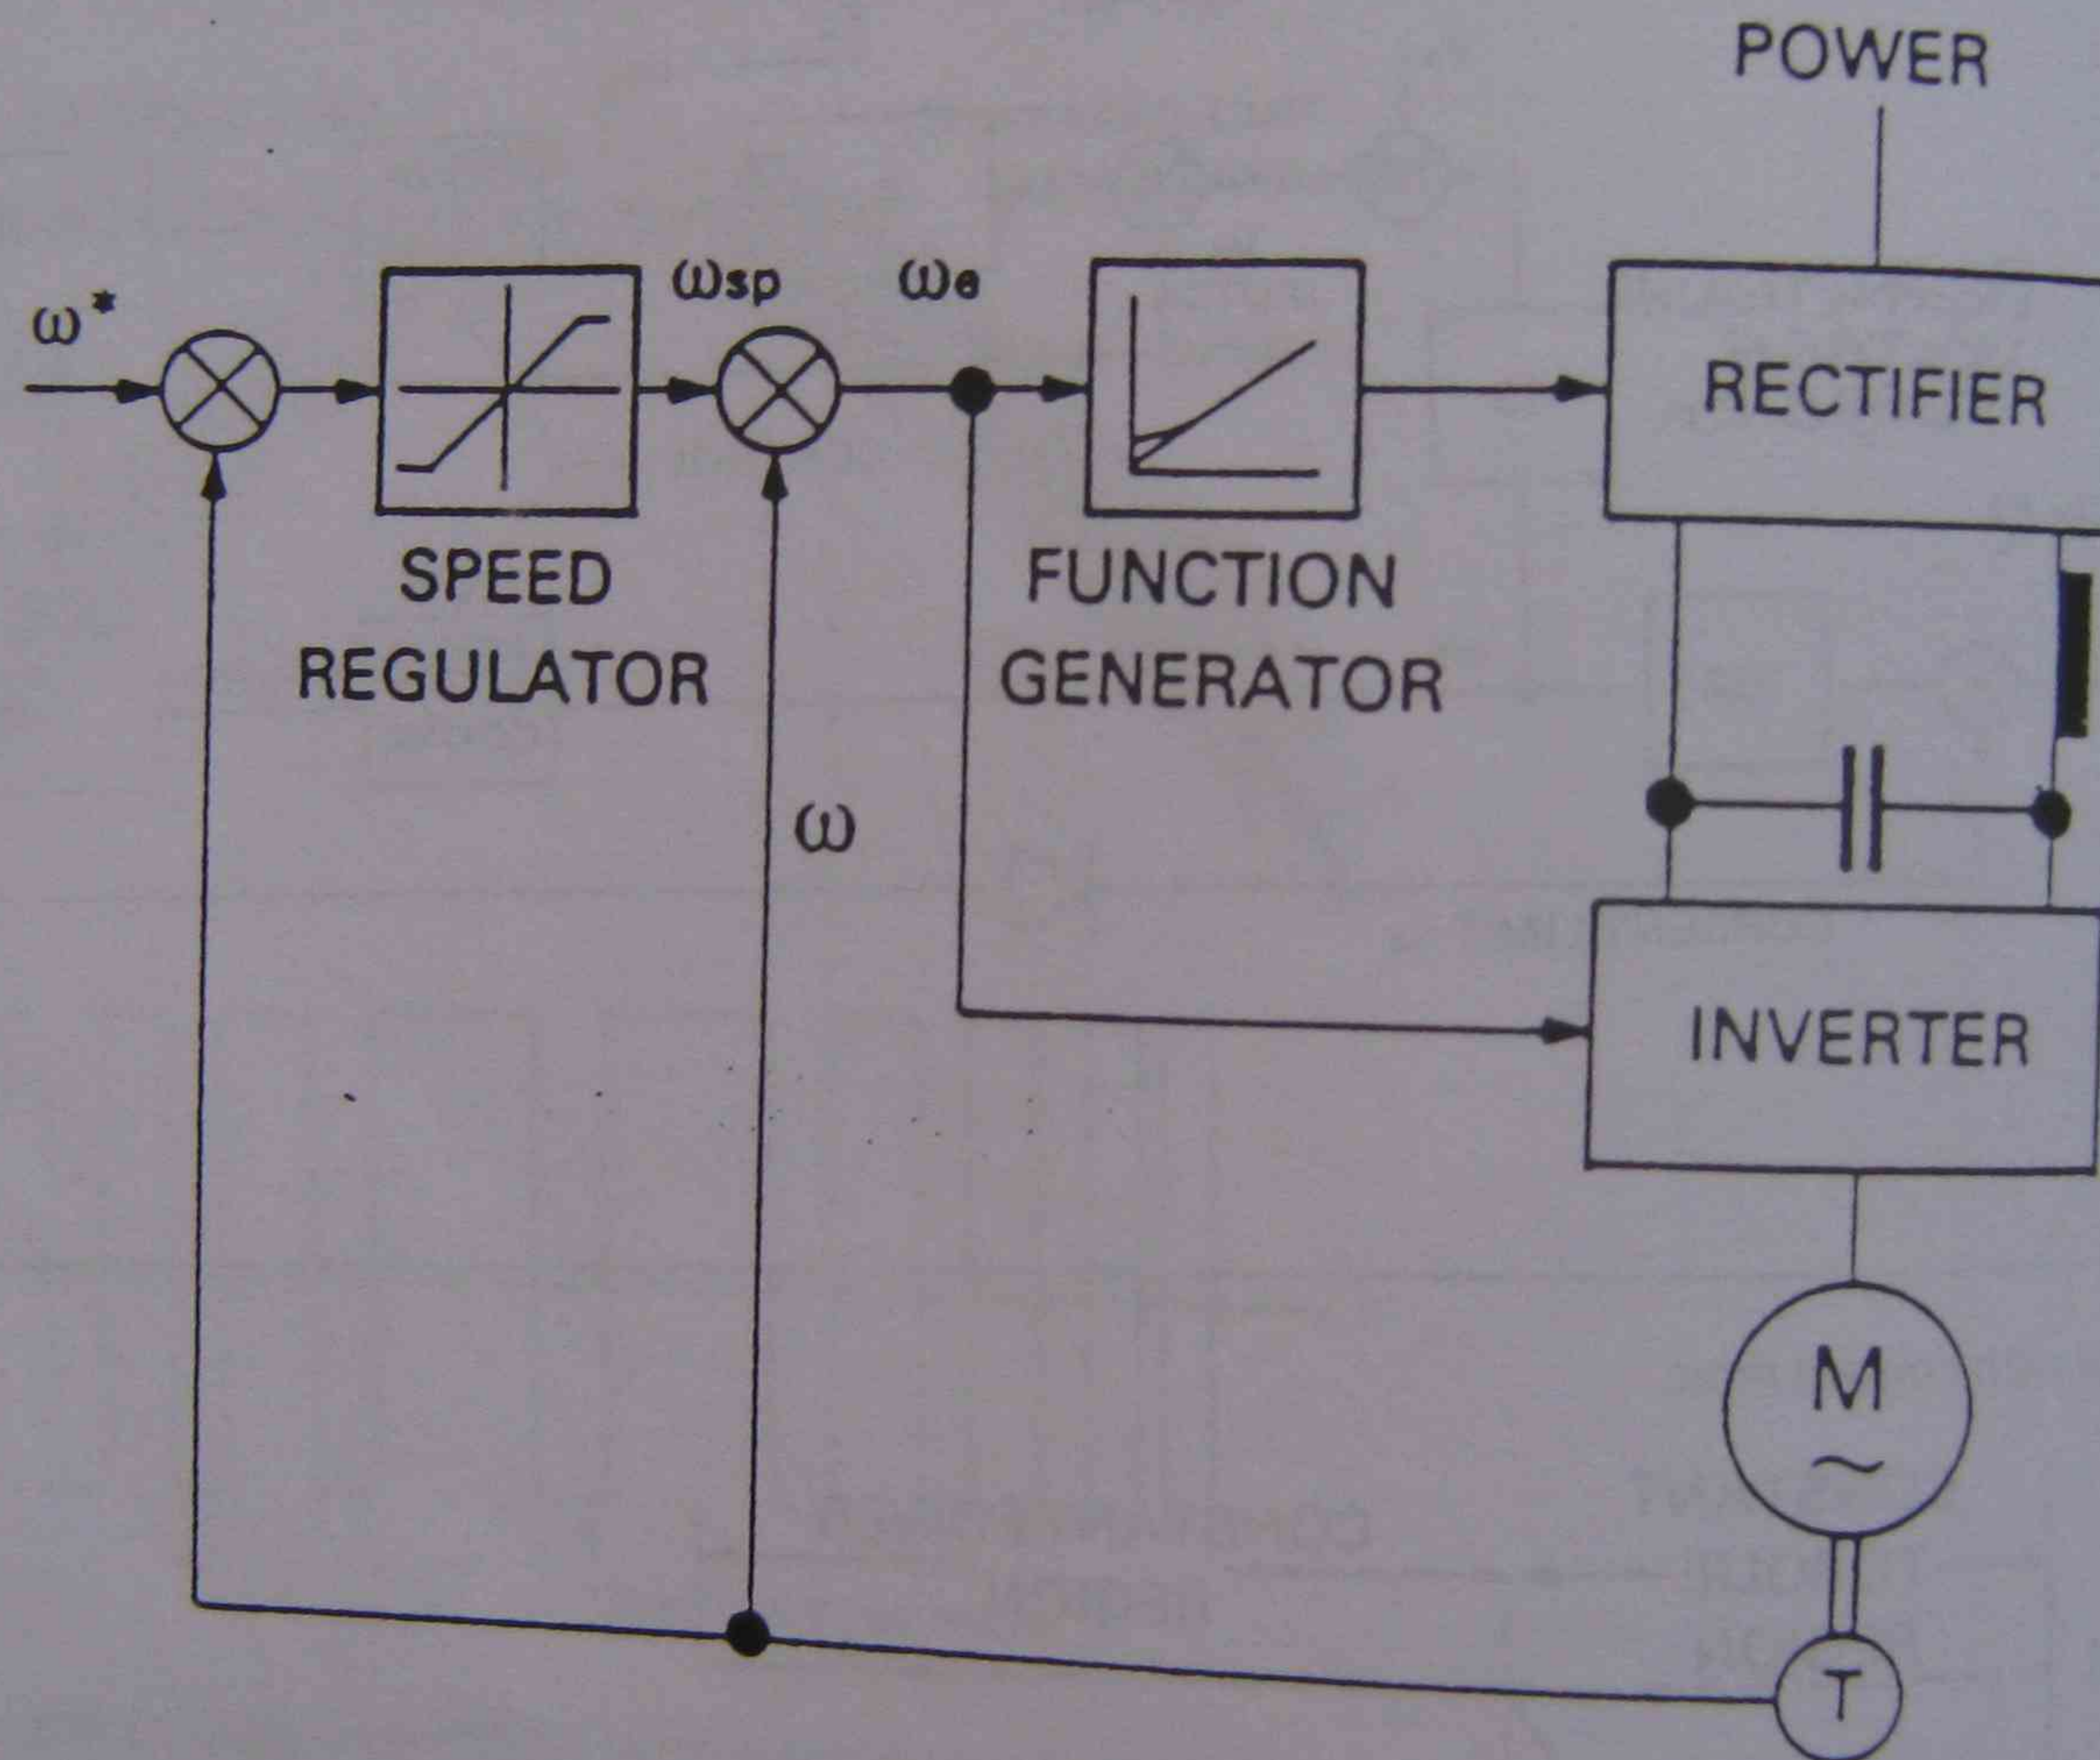 POWER
ω*
ωsp
ωe
RECTIFIER
SPEED
REGULATOR
FUNCTION
GENERATOR
ω
INVERTER
M
~
T